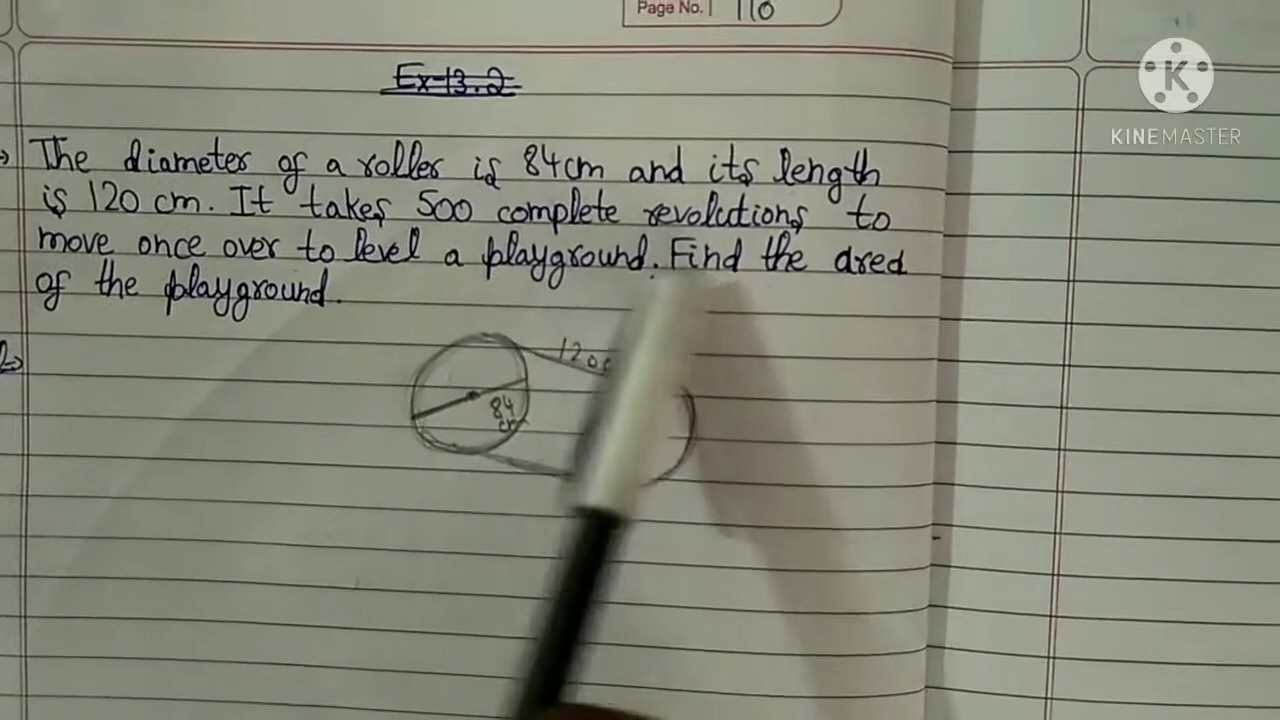 Page No. 110
K
KINEMASTER
Ex-13.2
The diameter of a roller is 84cm and its length
is 120 cm. It takes 500 complete revolutions to
move once over to level a playground. Find the area
of the playground.
120c
84
cm